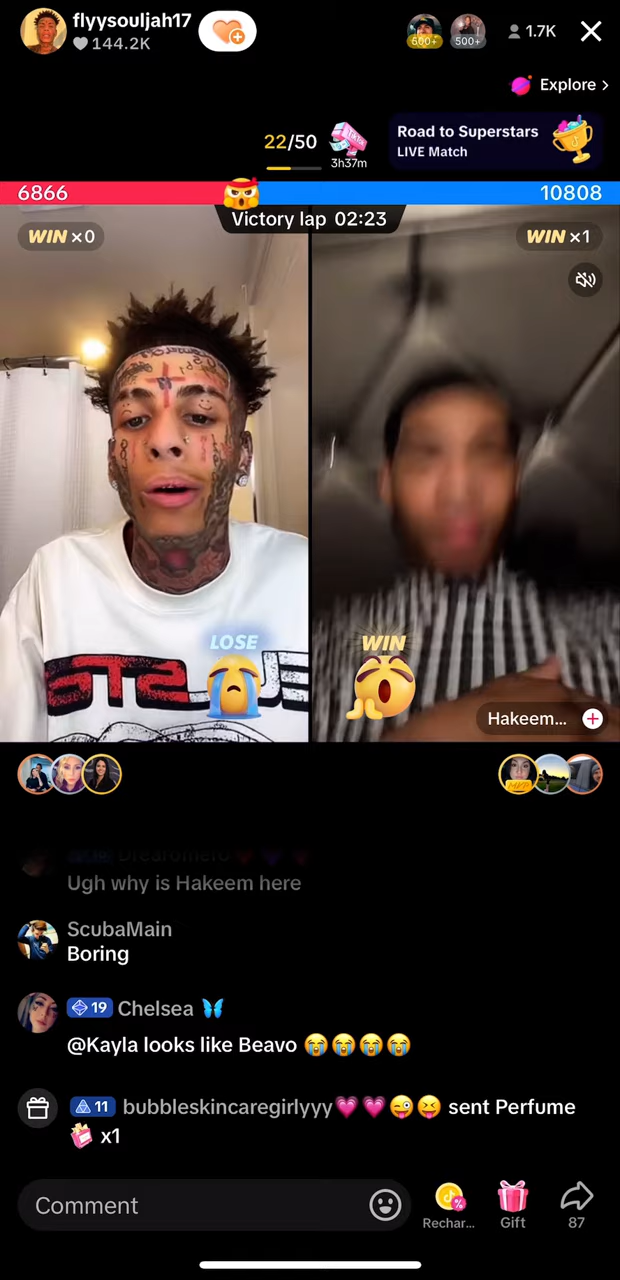 flyysouljah17
144.2K
600+
500+
1.7K
Explore >
22/50
3h37m
Road to Superstars
LIVE Match
6866
10808
Victory lap 02:23
WIN x0
WIN x1
LOSE
WIN
Hakeem...
Ugh why is Hakeem here
ScubaMain
Boring
19 Chelsea 🦋
@Kayla looks like Beavo 😭😭😭😭
11 bubbleskincaregirlyyy💗💗😜😝 sent Perfume
x1
Comment
Rechar...
Gift
87